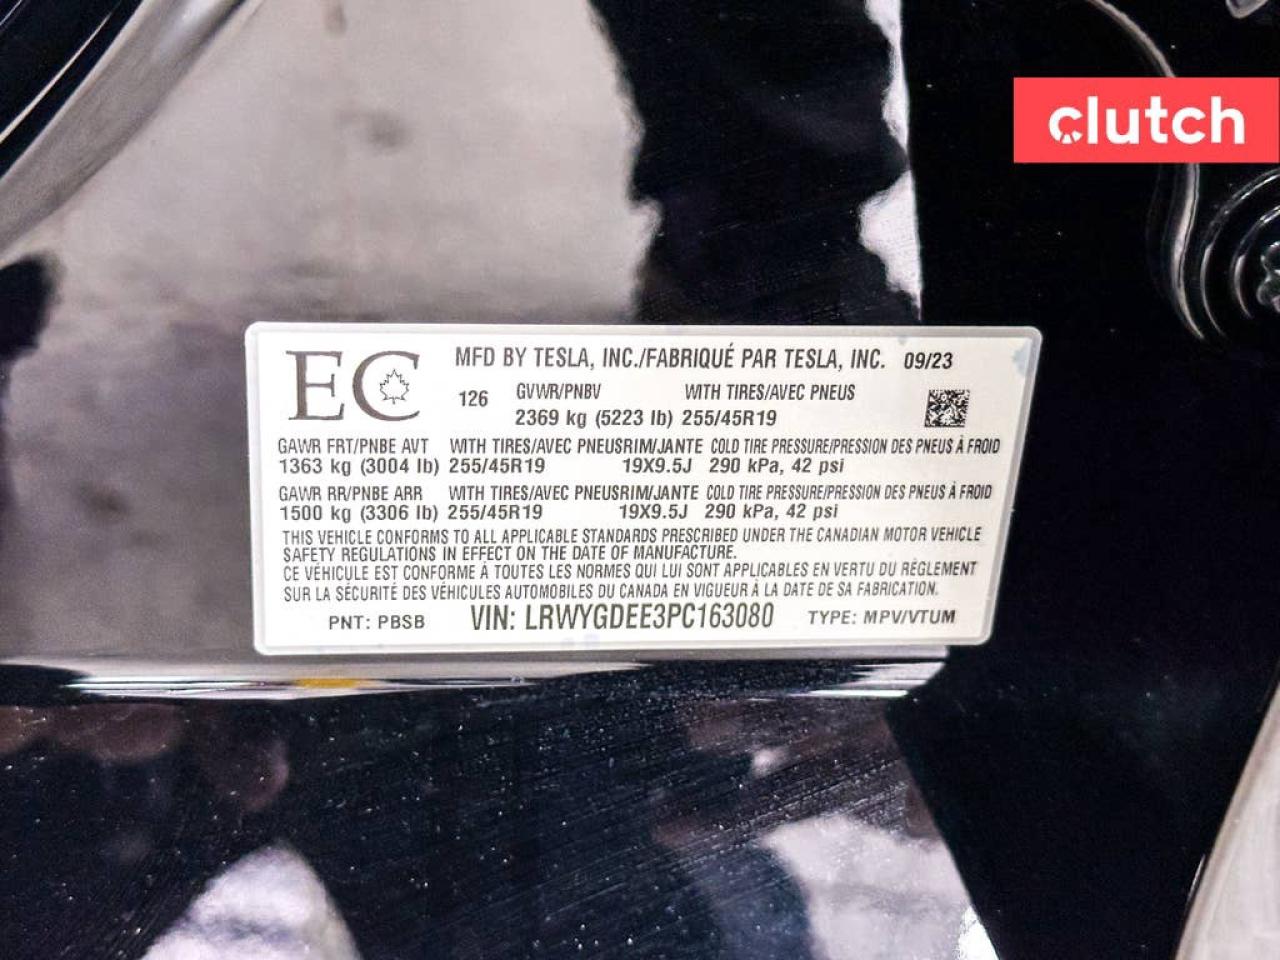 clutch
EC
MFD BY TESLA, INC./FABRIQUÉ PAR TESLA, INC. 09/23
126 GVWR/PNBV WITH TIRES/AVEC PNEUS
2369 kg (5223 lb) 255/45R19
GAWR FRT/PNBE AVT WITH TIRES/AVEC PNEUSRIM/JANTE COLD TIRE PRESSURE/PRESSION DES PNEUS À FROID
1363 kg (3004 lb) 255/45R19 19X9.5J 290 kPa, 42 psi
GAWR RR/PNBE ARR WITH TIRES/AVEC PNEUSRIM/JANTE COLD TIRE PRESSURE/PRESSION DES PNEUS À FROID
1500 kg (3306 lb) 255/45R19 19X9.5J 290 kPa, 42 psi
THIS VEHICLE CONFORMS TO ALL APPLICABLE STANDARDS PRESCRIBED UNDER THE CANADIAN MOTOR VEHICLE
SAFETY REGULATIONS IN EFFECT ON THE DATE OF MANUFACTURE.
CE VÉHICULE EST CONFORME À TOUTES LES NORMES QUI LUI SONT APPLICABLES EN VERTU DU RÈGLEMENT
SUR LA SÉCURITÉ DES VÉHICULES AUTOMOBILES DU CANADA EN VIGUEUR À LA DATE DE SA FABRICATION.
PNT: PBSB VIN: LRWYGDEE3PC163080 TYPE: MPV/VTUM